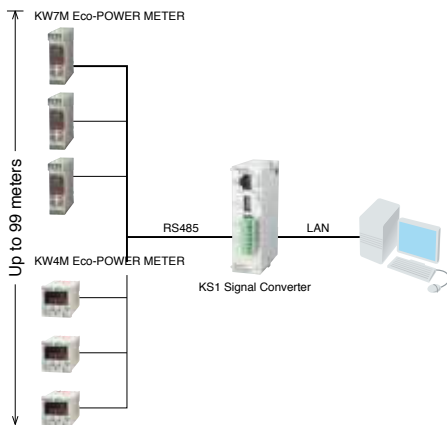 KW7M Eco-POWER METER
Up to 99 meters
RS485
LAN
KW4M Eco-POWER METER
KS1 Signal Converter